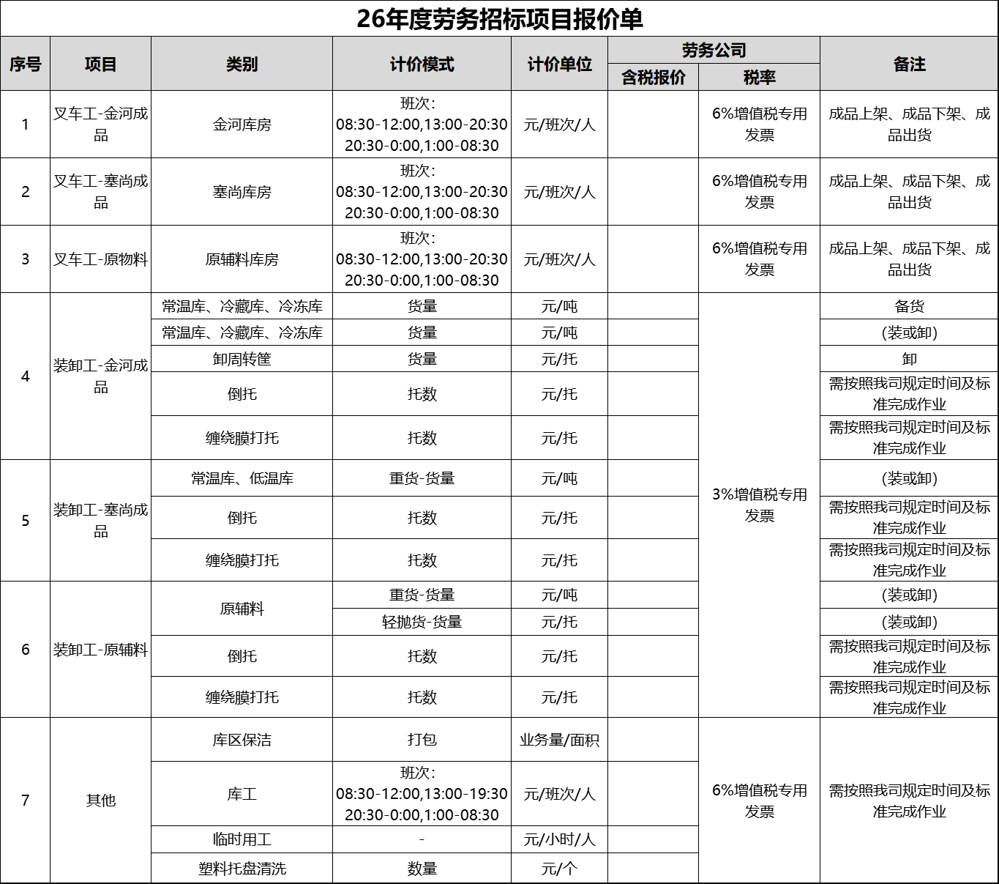 26年度劳务招标项目报价单
序号 项目 类别 计价模式 计价单位 劳务公司 备注
含税报价 税率
1 叉车工-金河成品 金河库房 班次：
08:30-12:00,13:00-20:30
20:30-0:00,1:00-08:30 元/班次/人 6%增值税专用发票 成品上架、成品下架、成品出货
2 叉车工-塞尚成品 塞尚库房 班次：
08:30-12:00,13:00-20:30
20:30-0:00,1:00-08:30 元/班次/人 6%增值税专用发票 成品上架、成品下架、成品出货
3 叉车工-原物料 原辅料库房 班次：
08:30-12:00,13:00-20:30
20:30-0:00,1:00-08:30 元/班次/人 6%增值税专用发票 成品上架、成品下架、成品出货
4 装卸工-金河成品 常温库、冷藏库、冷冻库 货量 元/吨 3%增值税专用发票 备货
常温库、冷藏库、冷冻库 货量 元/吨 （装或卸）
卸周转筐 货量 元/托 卸
倒托 托数 元/托 需按照我司规定时间及标准完成作业
缠绕膜打托 托数 元/托 需按照我司规定时间及标准完成作业
5 装卸工-塞尚成品 常温库、低温库 重货-货量 元/吨 （装或卸）
倒托 托数 元/托 需按照我司规定时间及标准完成作业
缠绕膜打托 托数 元/托 需按照我司规定时间及标准完成作业
6 装卸工-原辅料 原辅料 重货-货量 元/吨 （装或卸）
轻抛货-货量 元/托 （装或卸）
倒托 托数 元/托 需按照我司规定时间及标准完成作业
缠绕膜打托 托数 元/托 需按照我司规定时间及标准完成作业
7 其他 库区保洁 打包 业务量/面积 6%增值税专用发票 需按照我司规定时间及标准完成作业
库工 班次：
08:30-12:00,13:00-19:30
20:30-0:00,1:00-08:30 元/班次/人
临时用工 - 元/小时/人
塑料托盘清洗 数量 元/个